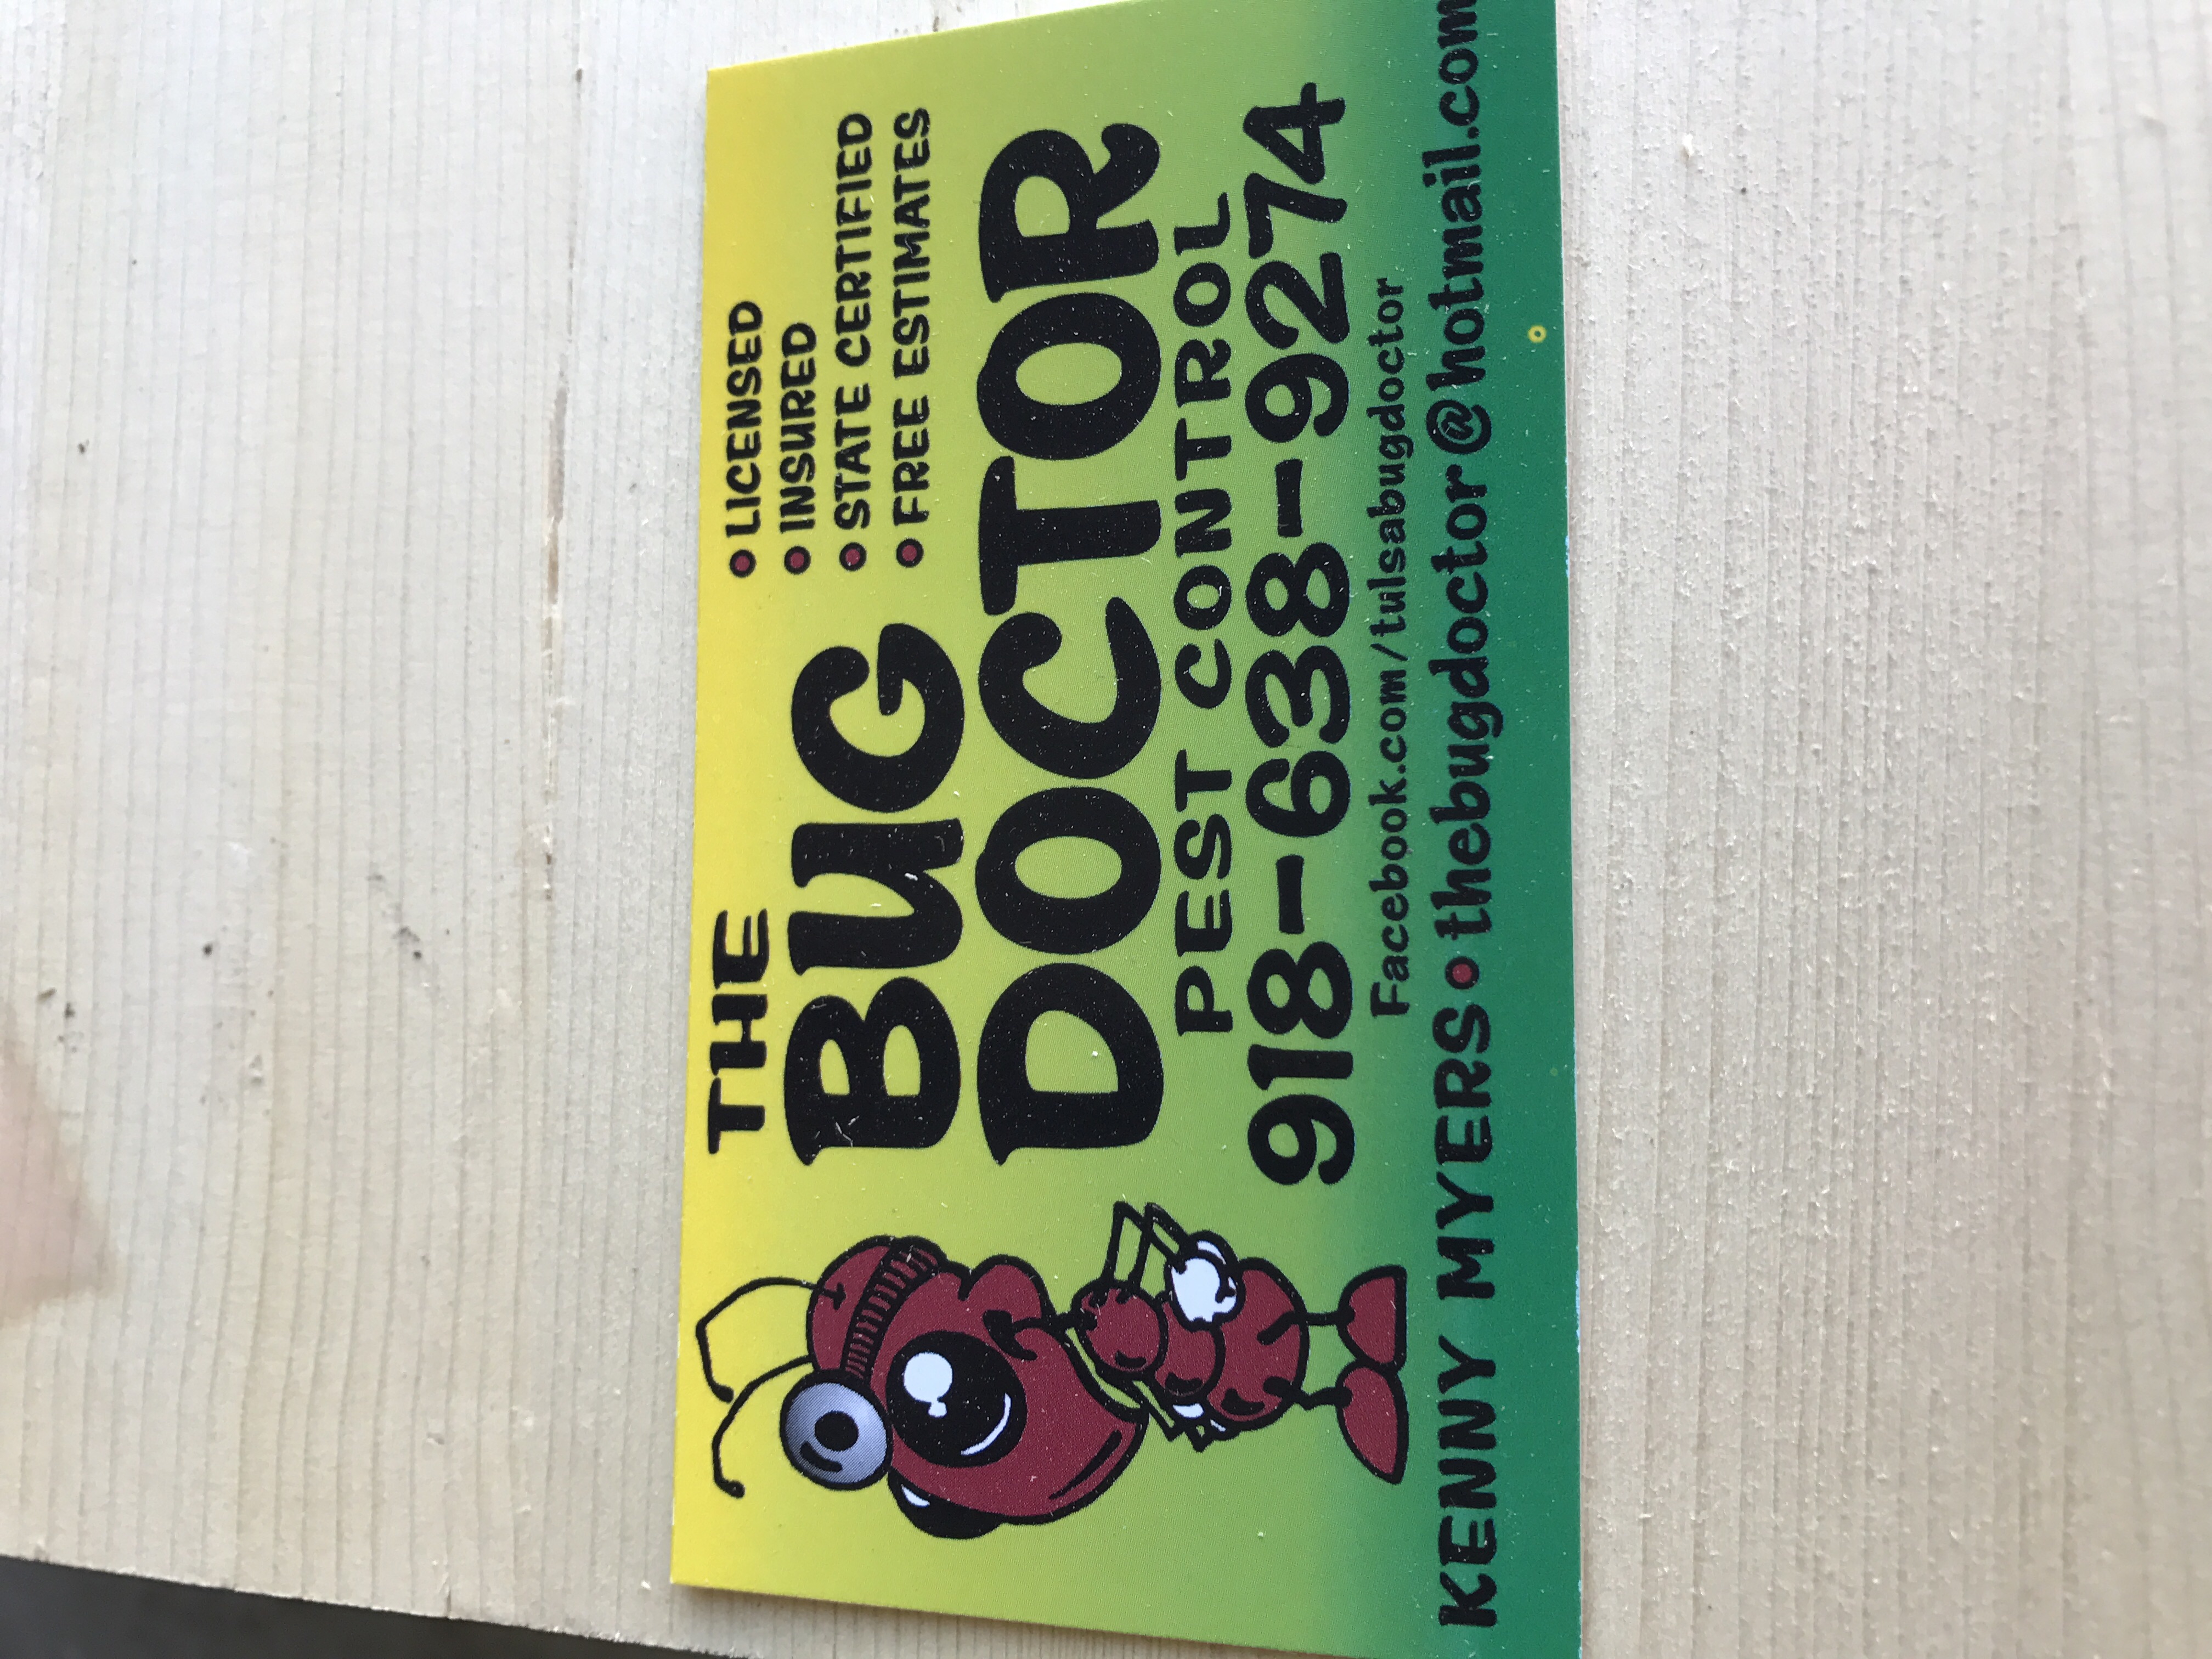 THE
BUG
DOCTOR
• LICENSED
• INSURED
• STATE CERTIFIED
• FREE ESTIMATES
PEST CONTROL
918-638-9274
Facebook.com/tulsabugdoctor
KENNY MYERS • thebugdoctor@hotmail.com